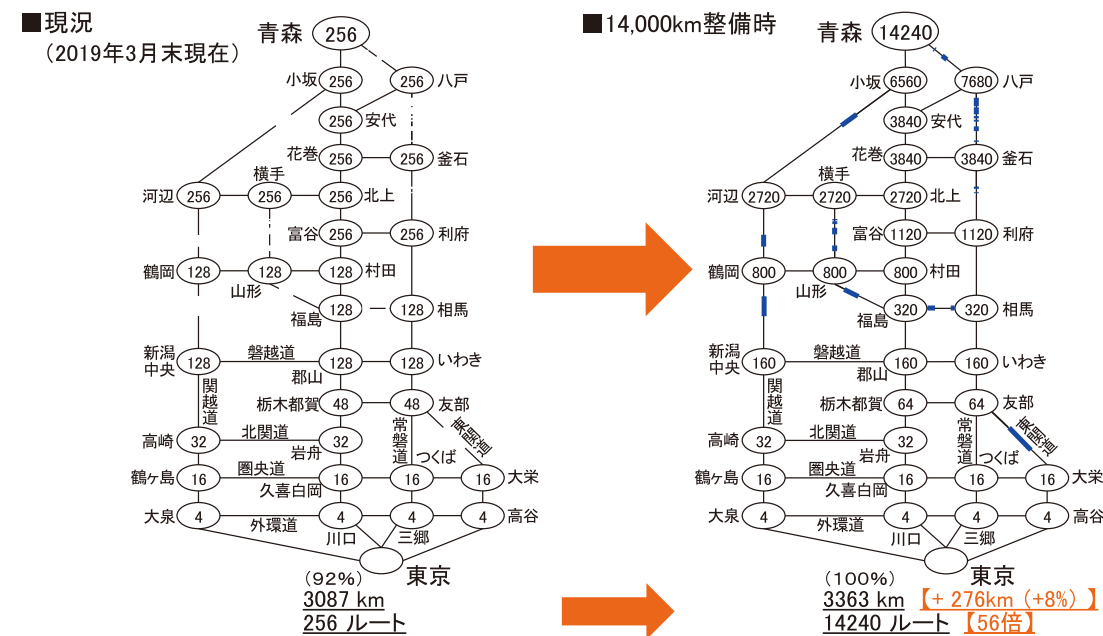 ■現況
(2019年3月末現在)
青森 256
小坂 256 256 八戸
256 安代
花巻 256 256 釜石
横手
河辺 256 256 256 北上
富谷 256 256 利府
鶴岡 128 128 128 村田
山形
福島 128 128 相馬
新潟中央 128 磐越道 128 128 いわき
郡山
関越道
栃木都賀 48 48 友部
常磐道
東関道
高崎 32 北関道 32
岩舟
つくば
鶴ヶ島 16 圏央道 16 16 16 大栄
久喜白岡
大泉 4 4 4 4 高谷
外環道
川口 三郷
東京
(92%)
3087 km
256 ルート
■14,000km整備時
青森 14240
小坂 6560 7680 八戸
3840 安代
花巻 3840 3840 釜石
横手
河辺 2720 2720 2720 北上
富谷 1120 1120 利府
鶴岡 800 800 800 村田
山形
福島 320 320 相馬
新潟中央 160 磐越道 160 160 いわき
郡山
関越道
栃木都賀 64 64 友部
常磐道
東関道
高崎 32 北関道 32
岩舟
つくば
鶴ヶ島 16 圏央道 16 16 16 大栄
久喜白岡
大泉 4 4 4 4 高谷
外環道
川口 三郷
東京
(100%)
3363 km 【+ 276km (+8%) 】
14240 ルート 【56倍】